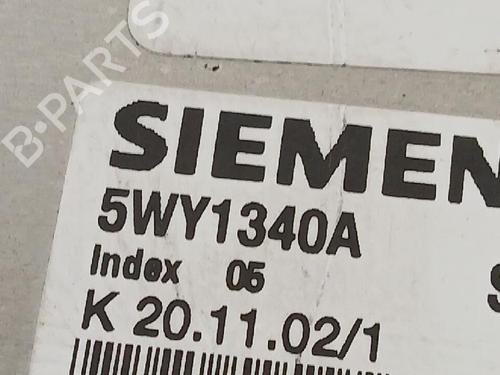 B-PARTS
SIEMEN
5WY1340A
Index 05
K 20.11.02/1